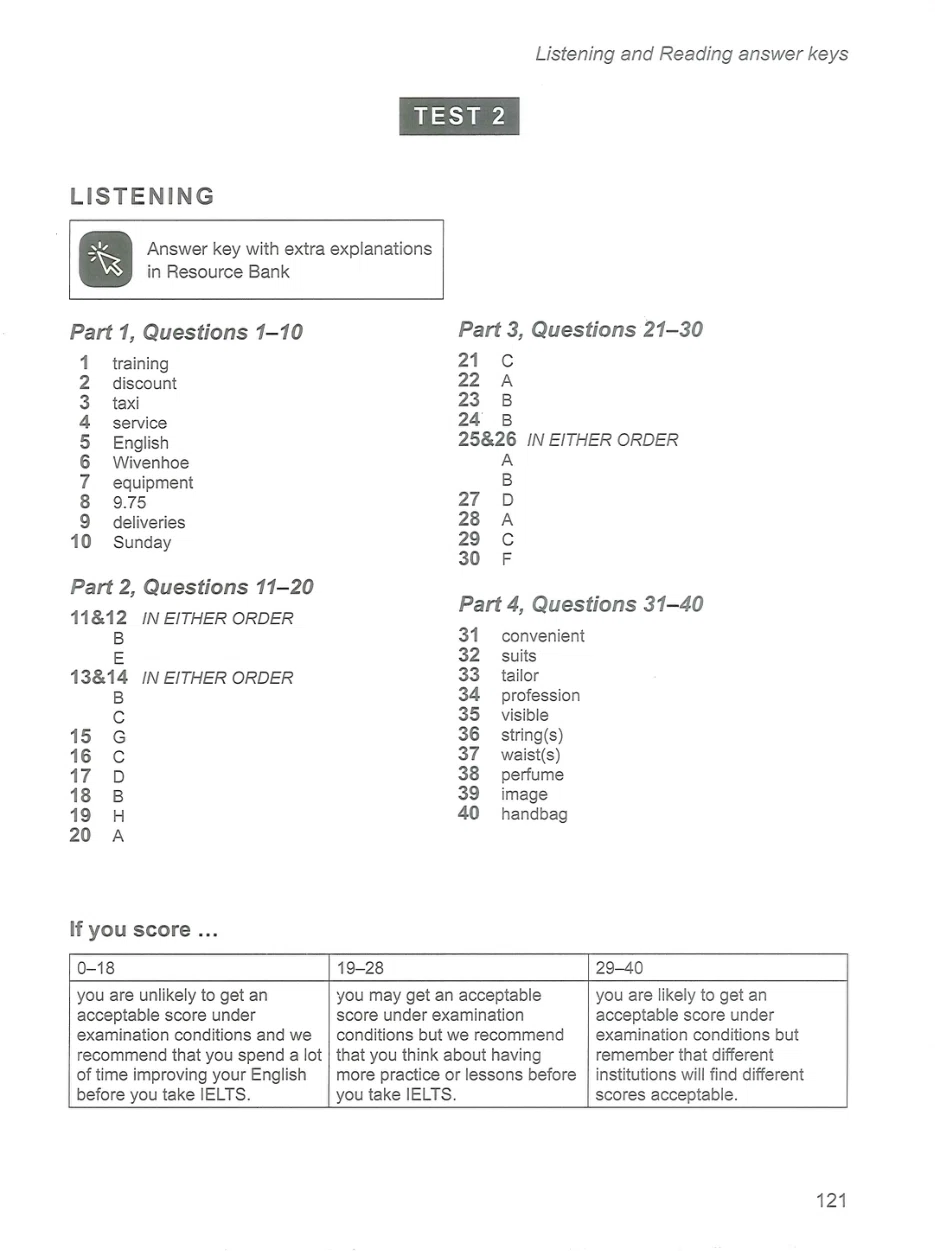 Listening and Reading answer keys
TEST 2
LISTENING
Answer key with extra explanations
in Resource Bank
Part 1, Questions 1–10
1 training
2 discount
3 taxi
4 service
5 English
6 Wivenhoe
7 equipment
8 9.75
9 deliveries
10 Sunday
Part 2, Questions 11–20
11&12 IN EITHER ORDER
B
E
13&14 IN EITHER ORDER
B
C
15 G
16 C
17 D
18 B
19 H
20 A
Part 3, Questions 21–30
21 C
22 A
23 B
24 B
25&26 IN EITHER ORDER
A
B
27 D
28 A
29 C
30 F
Part 4, Questions 31–40
31 convenient
32 suits
33 tailor
34 profession
35 visible
36 string(s)
37 waist(s)
38 perfume
39 image
40 handbag
If you score ...
0–18
you are unlikely to get an
acceptable score under
examination conditions and we
recommend that you spend a lot
of time improving your English
before you take IELTS.
19–28
you may get an acceptable
score under examination
conditions but we recommend
that you think about having
more practice or lessons before
you take IELTS.
29–40
you are likely to get an
acceptable score under
examination conditions but
remember that different
institutions will find different
scores acceptable.
121